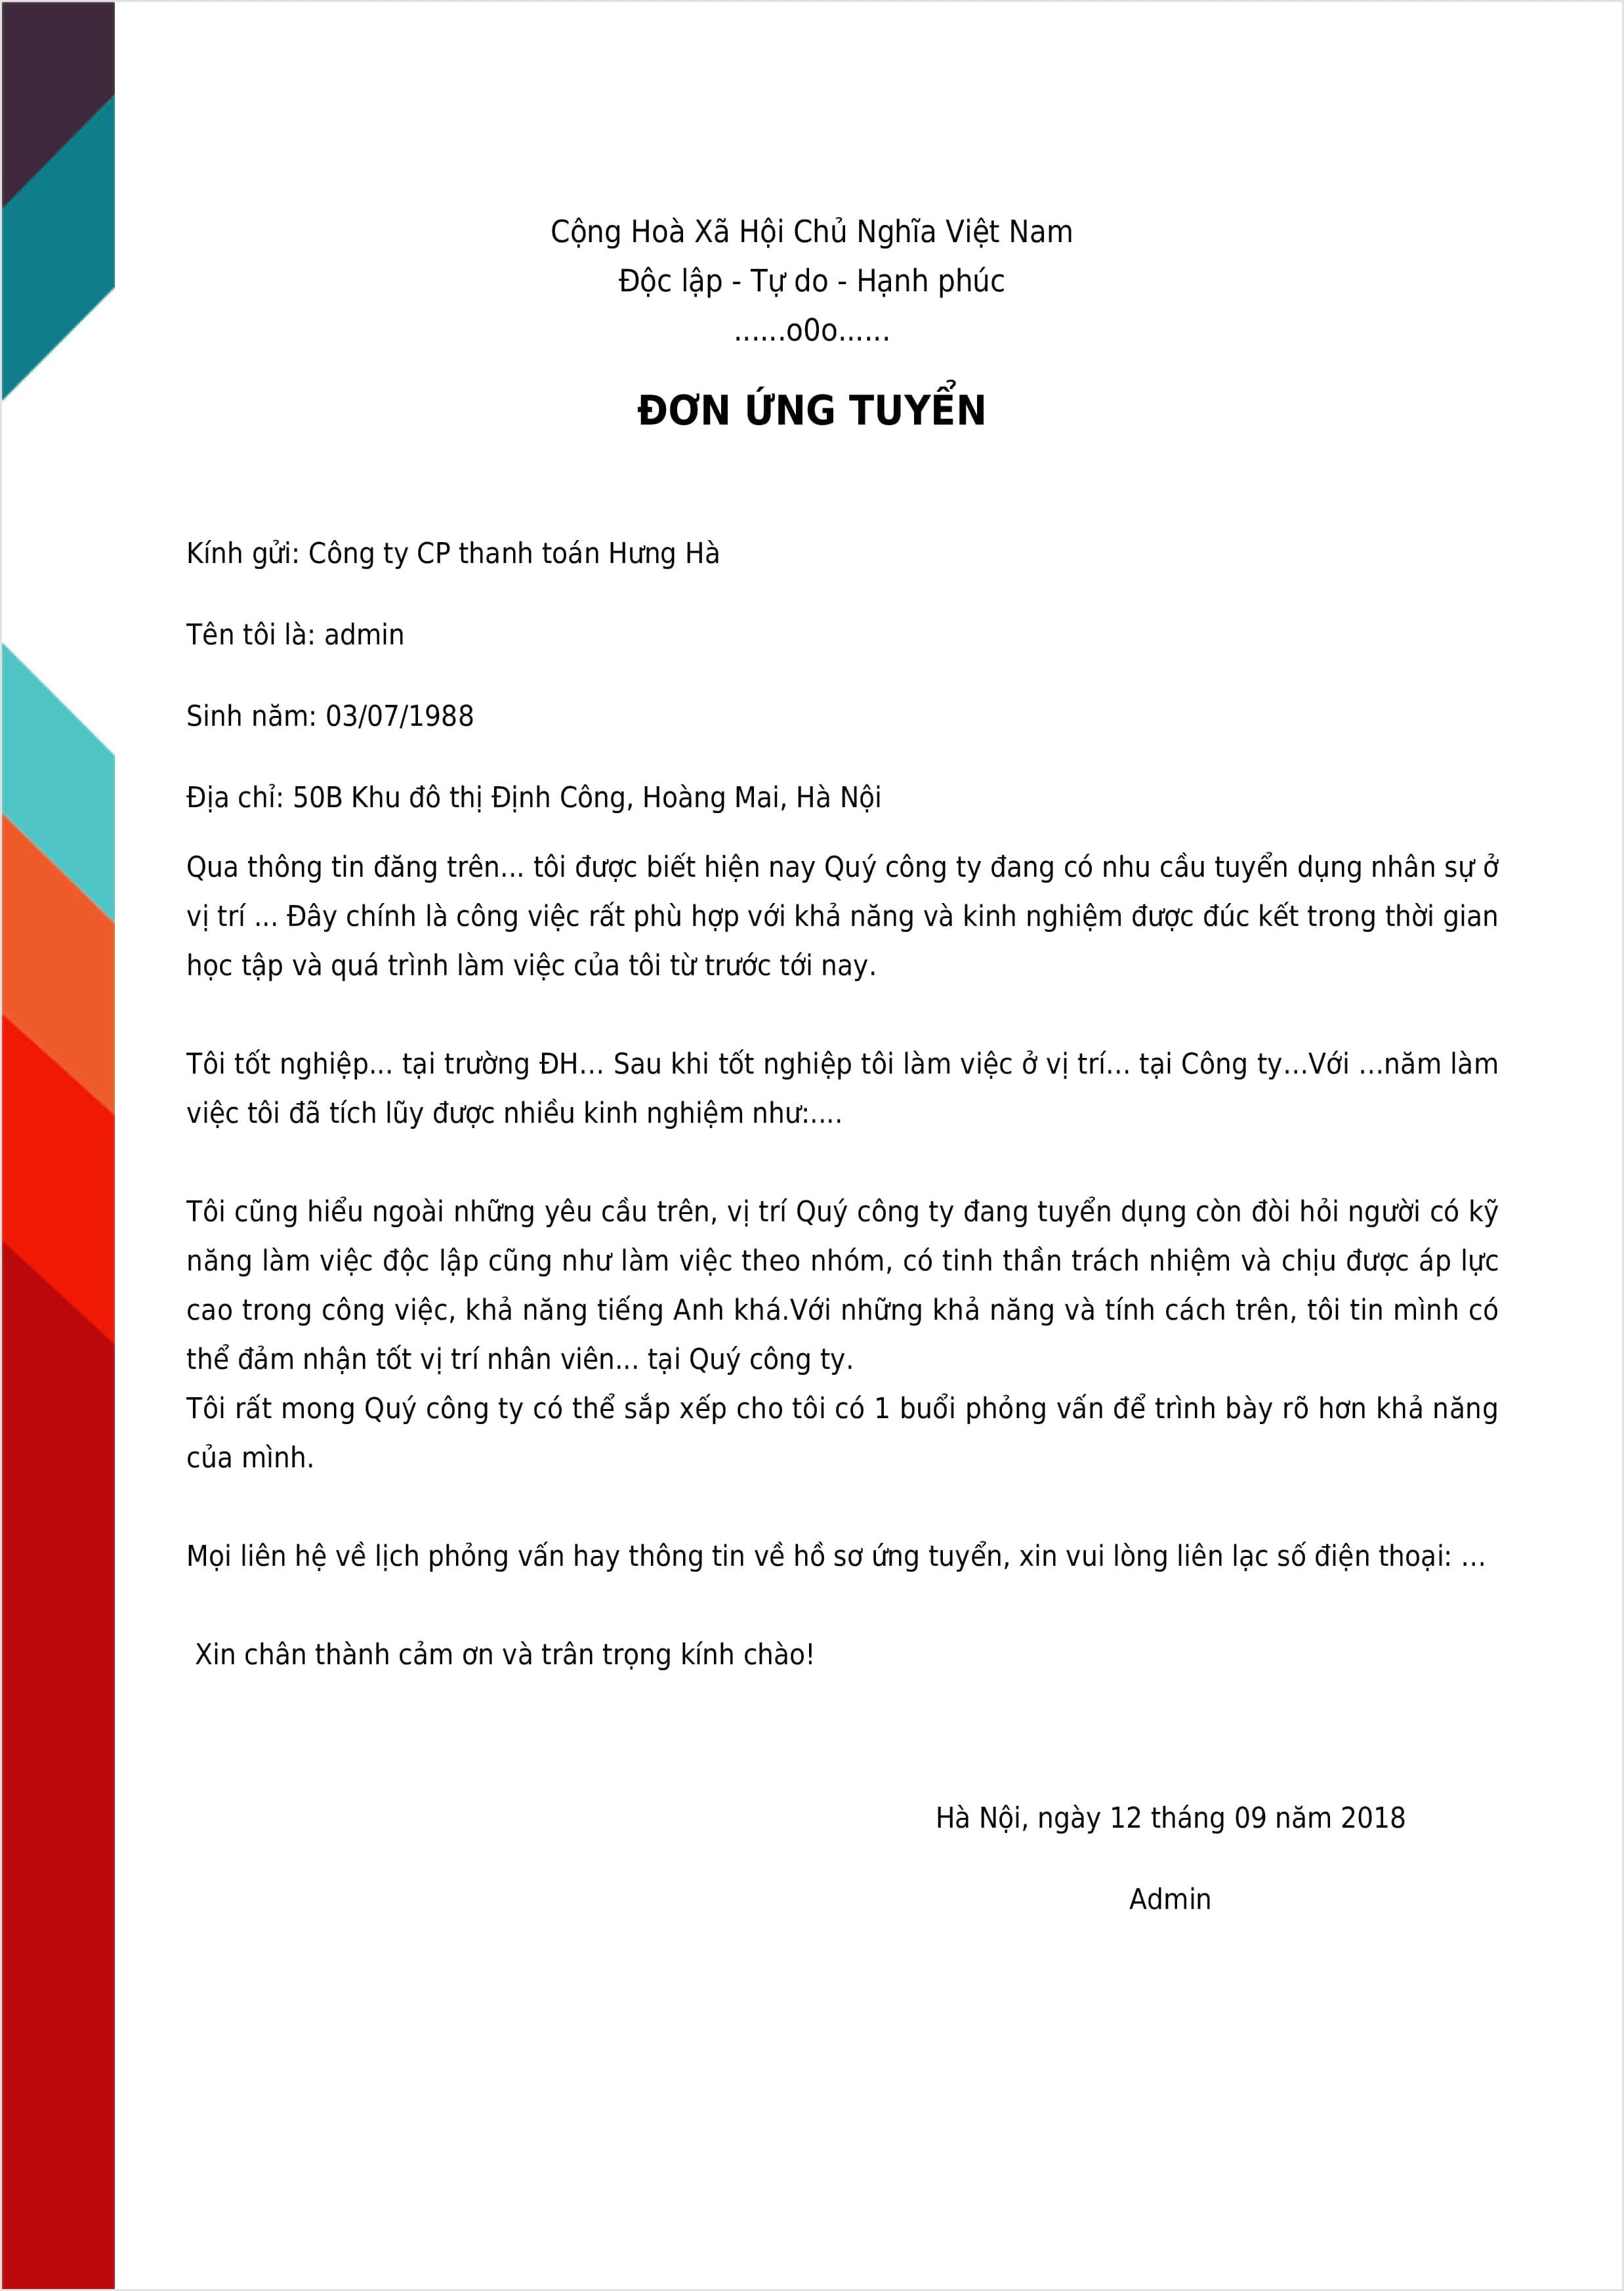 Cộng Hoà Xã Hội Chủ Nghĩa Việt Nam
Độc lập - Tự do - Hạnh phúc
......o0o......
ĐƠN ỨNG TUYỂN
Kính gửi: Công ty CP thanh toán Hưng Hà
Tên tôi là: admin
Sinh năm: 03/07/1988
Địa chỉ: 50B Khu đô thị Định Công, Hoàng Mai, Hà Nội
Qua thông tin đăng trên... tôi được biết hiện nay Quý công ty đang có nhu cầu tuyển dụng nhân sự ở
vị trí ... Đây chính là công việc rất phù hợp với khả năng và kinh nghiệm được đúc kết trong thời gian
học tập và quá trình làm việc của tôi từ trước tới nay.
Tôi tốt nghiệp... tại trường ĐH... Sau khi tốt nghiệp tôi làm việc ở vị trí... tại Công ty...Với ...năm làm
việc tôi đã tích lũy được nhiều kinh nghiệm như:....
Tôi cũng hiểu ngoài những yêu cầu trên, vị trí Quý công ty đang tuyển dụng còn đòi hỏi người có kỹ
năng làm việc độc lập cũng như làm việc theo nhóm, có tinh thần trách nhiệm và chịu được áp lực
cao trong công việc, khả năng tiếng Anh khá.Với những khả năng và tính cách trên, tôi tin mình có
thể đảm nhận tốt vị trí nhân viên... tại Quý công ty.
Tôi rất mong Quý công ty có thể sắp xếp cho tôi có 1 buổi phỏng vấn để trình bày rõ hơn khả năng
của mình.
Mọi liên hệ về lịch phỏng vấn hay thông tin về hồ sơ ứng tuyển, xin vui lòng liên lạc số điện thoại: ...
Xin chân thành cảm ơn và trân trọng kính chào!
Hà Nội, ngày 12 tháng 09 năm 2018
Admin